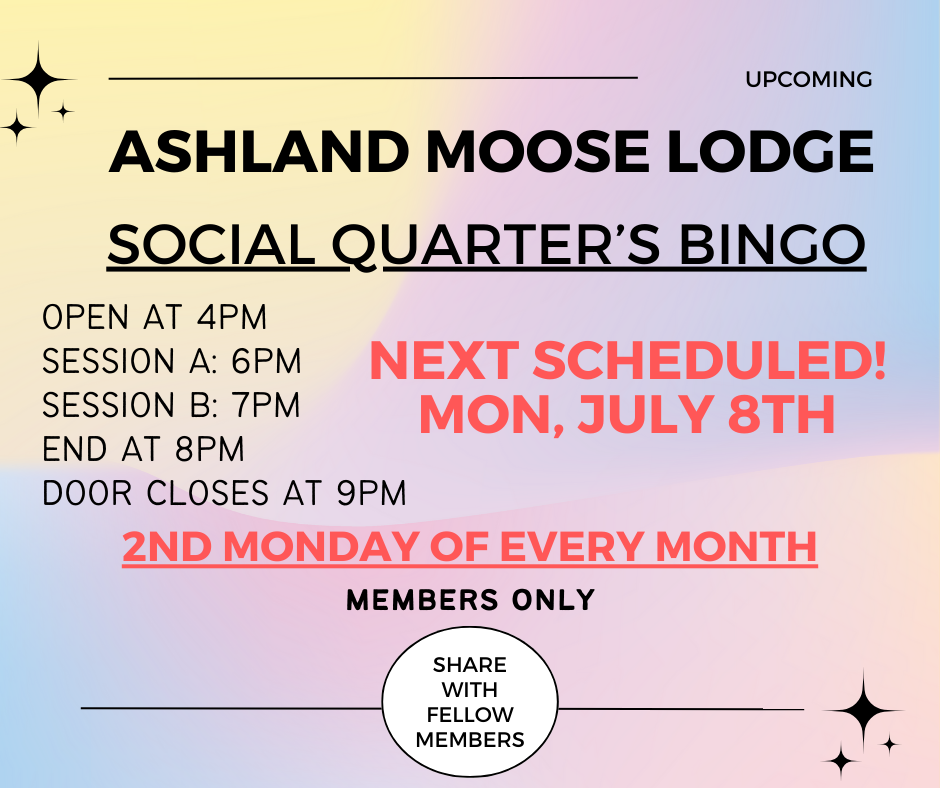 UPCOMING
ASHLAND MOOSE LODGE
SOCIAL QUARTER’S BINGO
OPEN AT 4PM
SESSION A: 6PM
SESSION B: 7PM
END AT 8PM
DOOR CLOSES AT 9PM
NEXT SCHEDULED!
MON, JULY 8TH
2ND MONDAY OF EVERY MONTH
MEMBERS ONLY
SHARE
WITH
FELLOW
MEMBERS